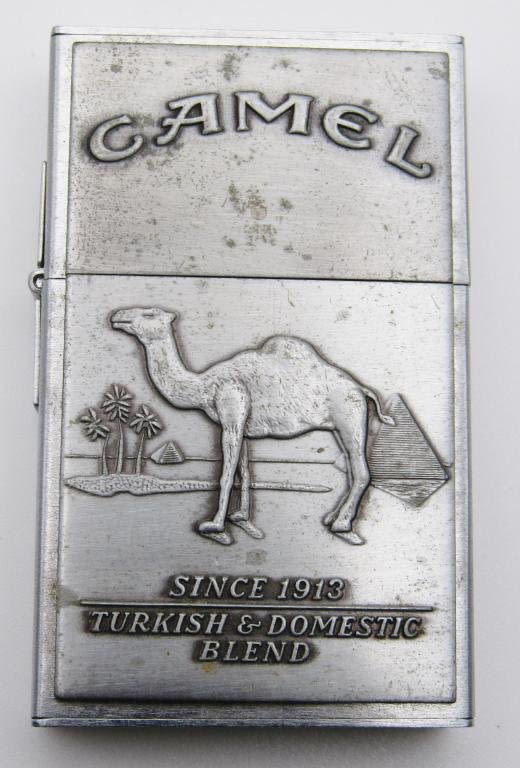 CAMEL
SINCE 1913
TURKISH & DOMESTIC
BLEND